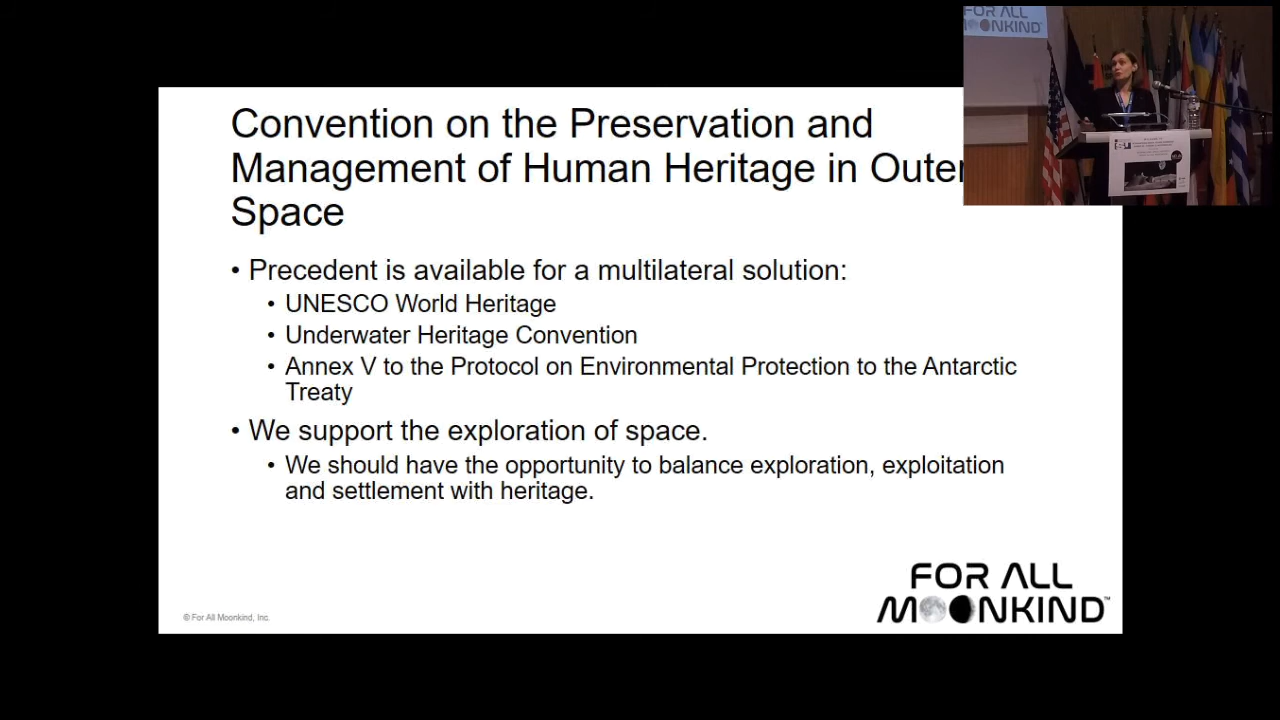 Convention on the Preservation and
Management of Human Heritage in Outer
Space
• Precedent is available for a multilateral solution:
• UNESCO World Heritage
• Underwater Heritage Convention
• Annex V to the Protocol on Environmental Protection to the Antarctic
Treaty
• We support the exploration of space.
• We should have the opportunity to balance exploration, exploitation
and settlement with heritage.
© For All Moonkind, Inc.
FOR ALL
MOONKIND™
FOR ALL
MOONKIND